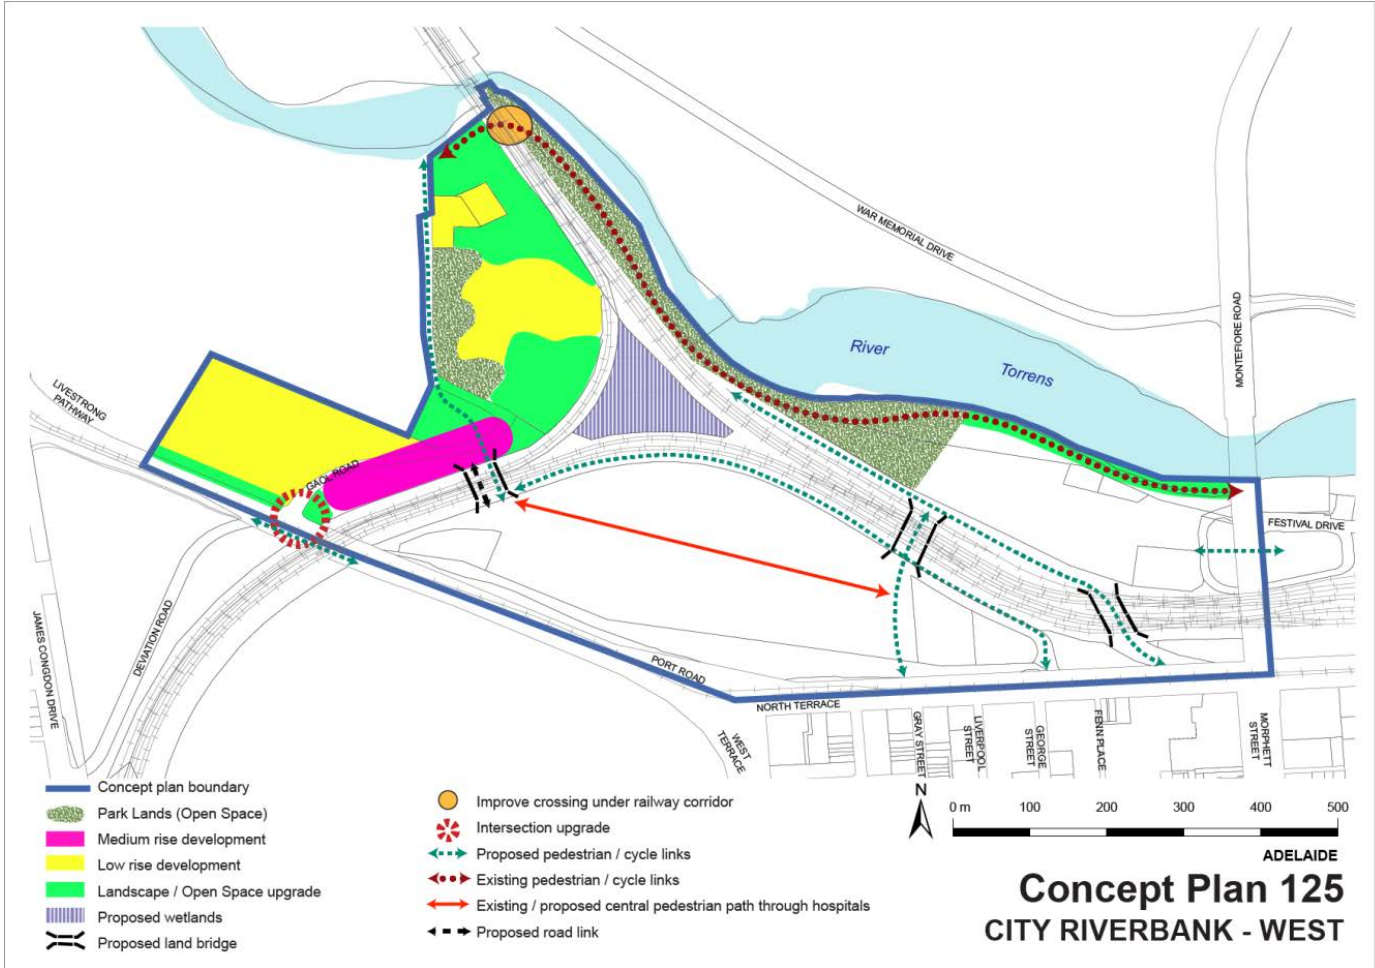 WAR MEMORIAL DRIVE
MONTEFIORE ROAD
River
Torrens
LIVESTRONG
PATHWAY
GAOL ROAD
FESTIVAL DRIVE
JAMES CONGDON DRIVE
DEVIATION ROAD
PORT ROAD
NORTH TERRACE
WEST
TERRACE
GRAY STREET
LIVERPOOL
STREET
GEORGE
STREET
FENN PLACE
MORPHETT
STREET
Concept plan boundary
Park Lands (Open Space)
Medium rise development
Low rise development
Landscape / Open Space upgrade
Proposed wetlands
Proposed land bridge
Improve crossing under railway corridor
Intersection upgrade
Proposed pedestrian / cycle links
Existing pedestrian / cycle links
Existing / proposed central pedestrian path through hospitals
Proposed road link
N
0 m 100 200 300 400 500
ADELAIDE
Concept Plan 125
CITY RIVERBANK - WEST